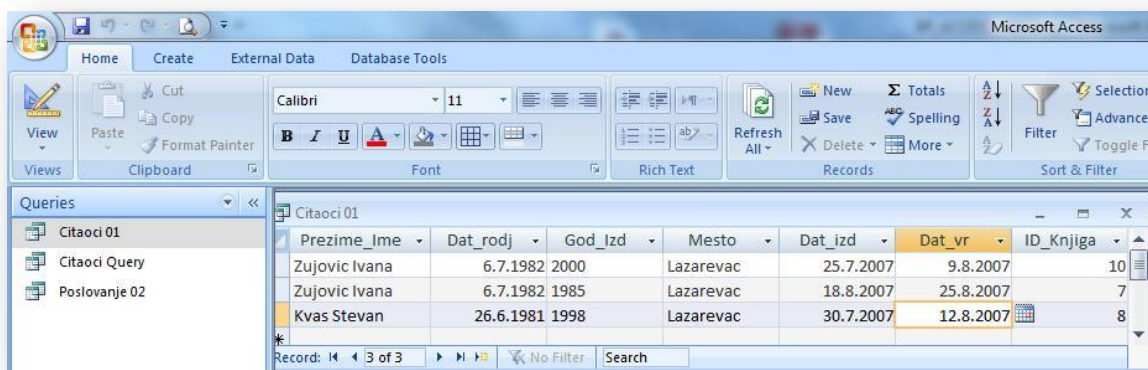 Microsoft Access
Home Create External Data Database Tools
Cut
Copy
Format Painter
View
Paste
Calibri 11
B I U A
ab
Refresh All
New
Save
Delete
Σ Totals
ABC Spelling
More
A Z
Z A
A Z
Filter
Selection
Advance
Toggle F
Views Clipboard Font Rich Text Records Sort & Filter
Queries
Citaoci 01
Citaoci Query
Poslovanje 02
Citaoci 01
Prezime_Ime Dat_rodj God_Izd Mesto Dat_izd Dat_vr ID_Knjiga
Zujovic Ivana 6.7.1982 2000 Lazarevac 25.7.2007 9.8.2007 10
Zujovic Ivana 6.7.1982 1985 Lazarevac 18.8.2007 25.8.2007 7
Kvas Stevan 26.6.1981 1998 Lazarevac 30.7.2007 12.8.2007 8
*
Record: 3 of 3 No Filter Search